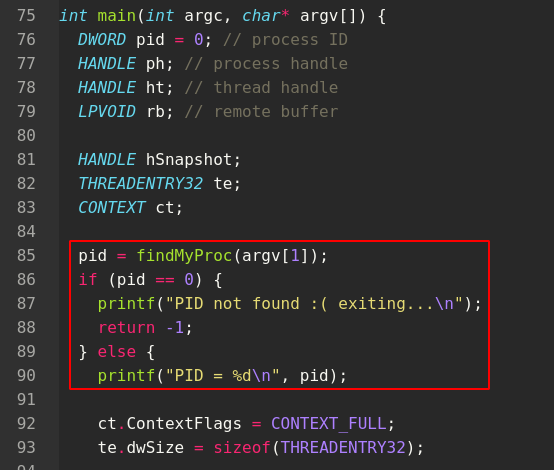 75 int main(int argc, char* argv[]) {
76 DWORD pid = 0; // process ID
77 HANDLE ph; // process handle
78 HANDLE ht; // thread handle
79 LPVOID rb; // remote buffer
80
81 HANDLE hSnapshot;
82 THREADENTRY32 te;
83 CONTEXT ct;
84
85 pid = findMyProc(argv[1]);
86 if (pid == 0) {
87 printf("PID not found :( exiting...\n");
88 return -1;
89 } else {
90 printf("PID = %d\n", pid);
91
92 ct.ContextFlags = CONTEXT_FULL;
93 te.dwSize = sizeof(THREADENTRY32);
94